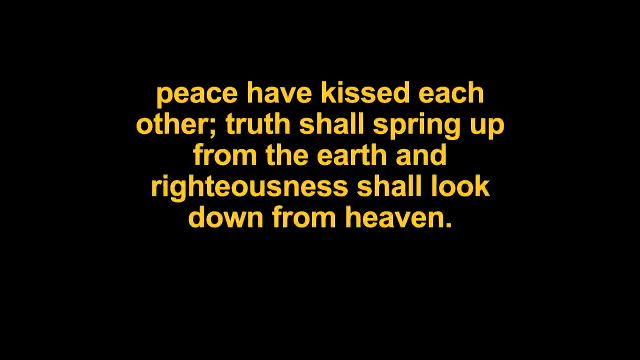 peace have kissed each
other; truth shall spring up
from the earth and
righteousness shall look
down from heaven.